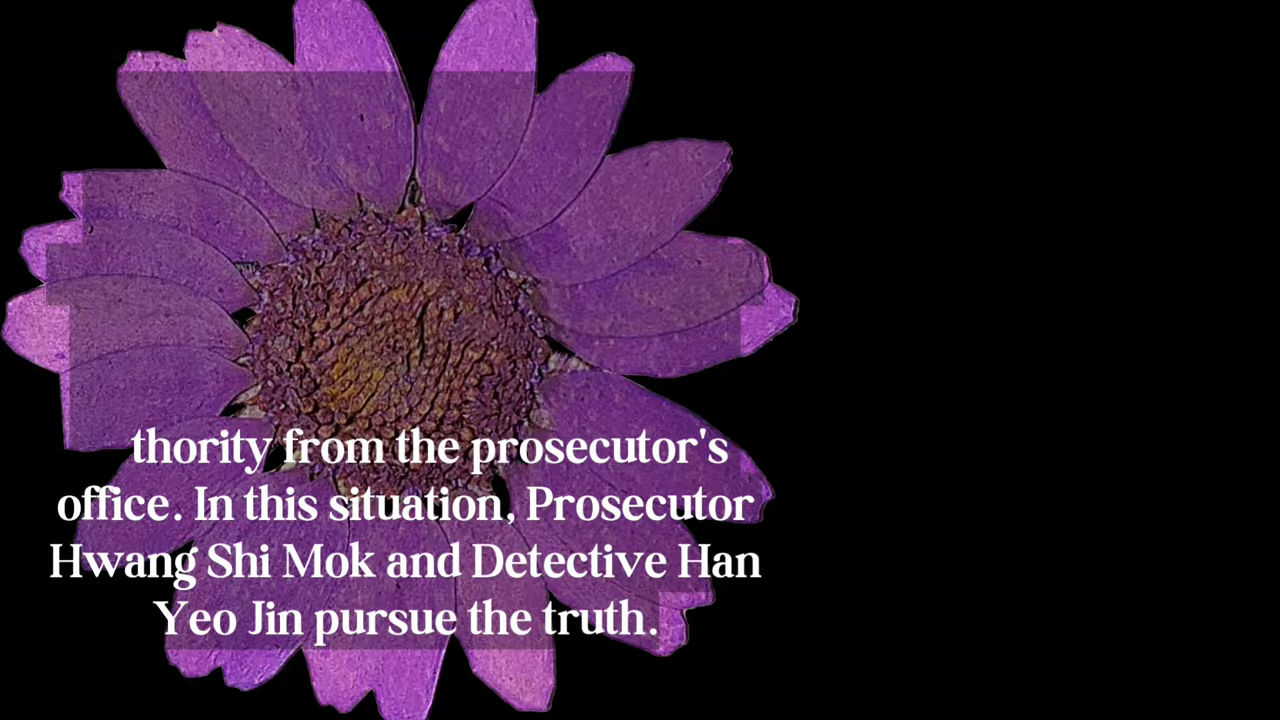 thority from the prosecutor's
office. In this situation, Prosecutor
Hwang Shi Mok and Detective Han
Yeo Jin pursue the truth.